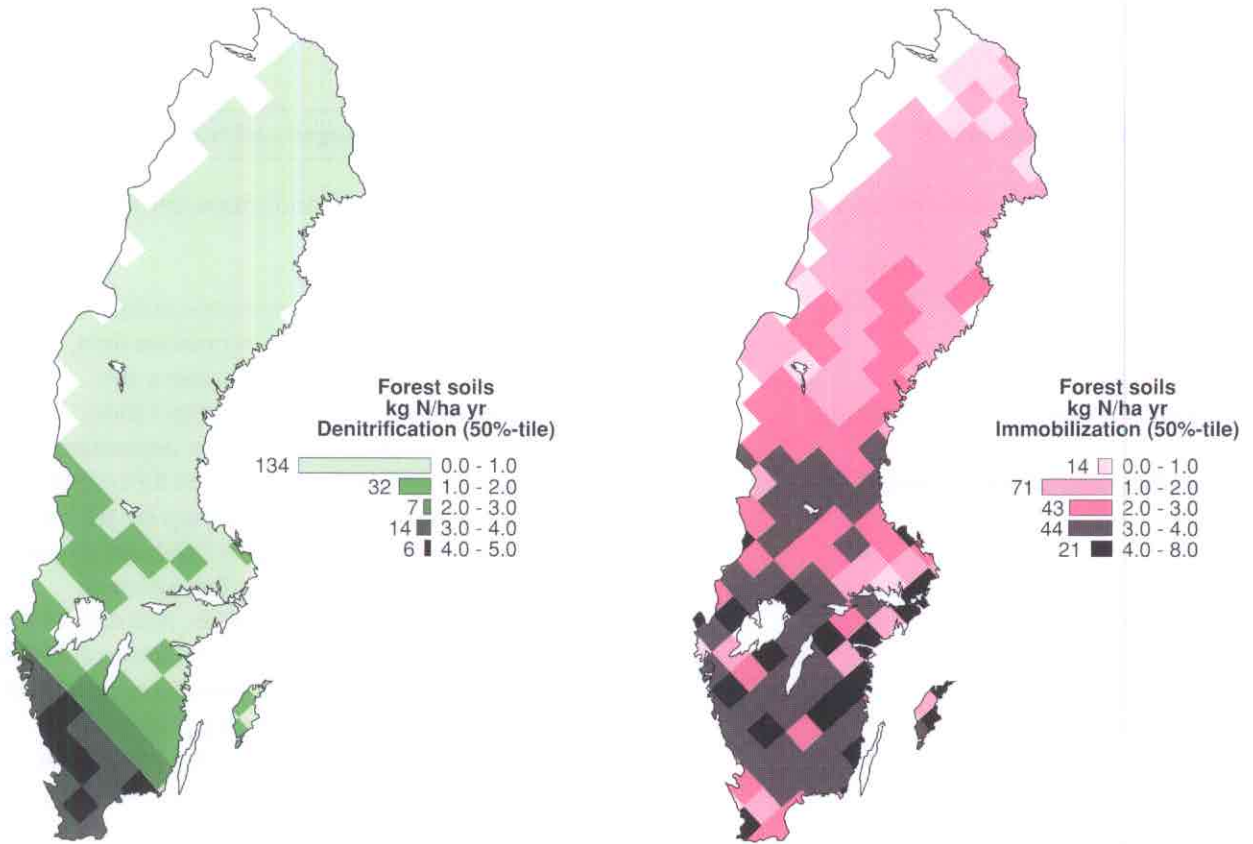 Forest soils
kg N/ha yr
Denitrification (50%-tile)
134 0.0 - 1.0
32 1.0 - 2.0
7 2.0 - 3.0
14 3.0 - 4.0
6 4.0 - 5.0
Forest soils
kg N/ha yr
Immobilization (50%-tile)
14 0.0 - 1.0
71 1.0 - 2.0
43 2.0 - 3.0
44 3.0 - 4.0
21 4.0 - 8.0